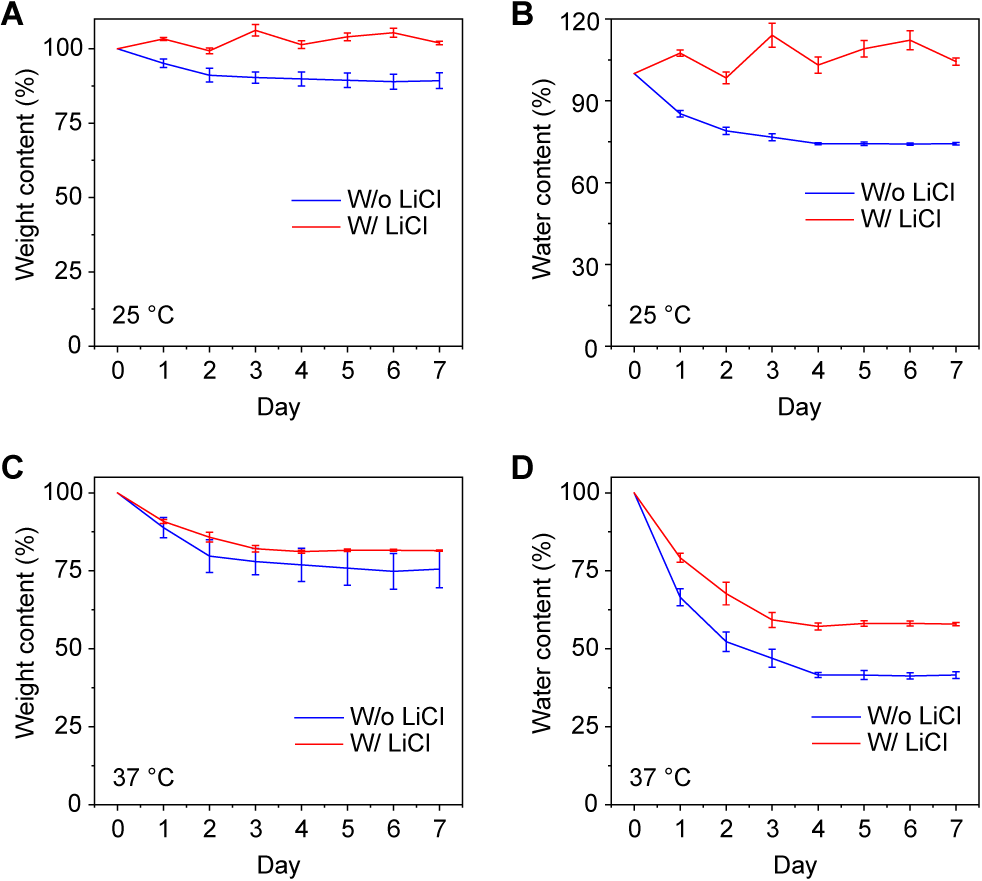 A
Weight content (%)
100
75
50
25
0
W/o LiCl
W/ LiCl
25 °C
0 1 2 3 4 5 6 7
Day
B
Water content (%)
120
90
60
30
0
W/o LiCl
W/ LiCl
25 °C
0 1 2 3 4 5 6 7
Day
C
Weight content (%)
100
75
50
25
0
W/o LiCl
W/ LiCl
37 °C
0 1 2 3 4 5 6 7
Day
D
Water content (%)
100
75
50
25
0
W/o LiCl
W/ LiCl
37 °C
0 1 2 3 4 5 6 7
Day